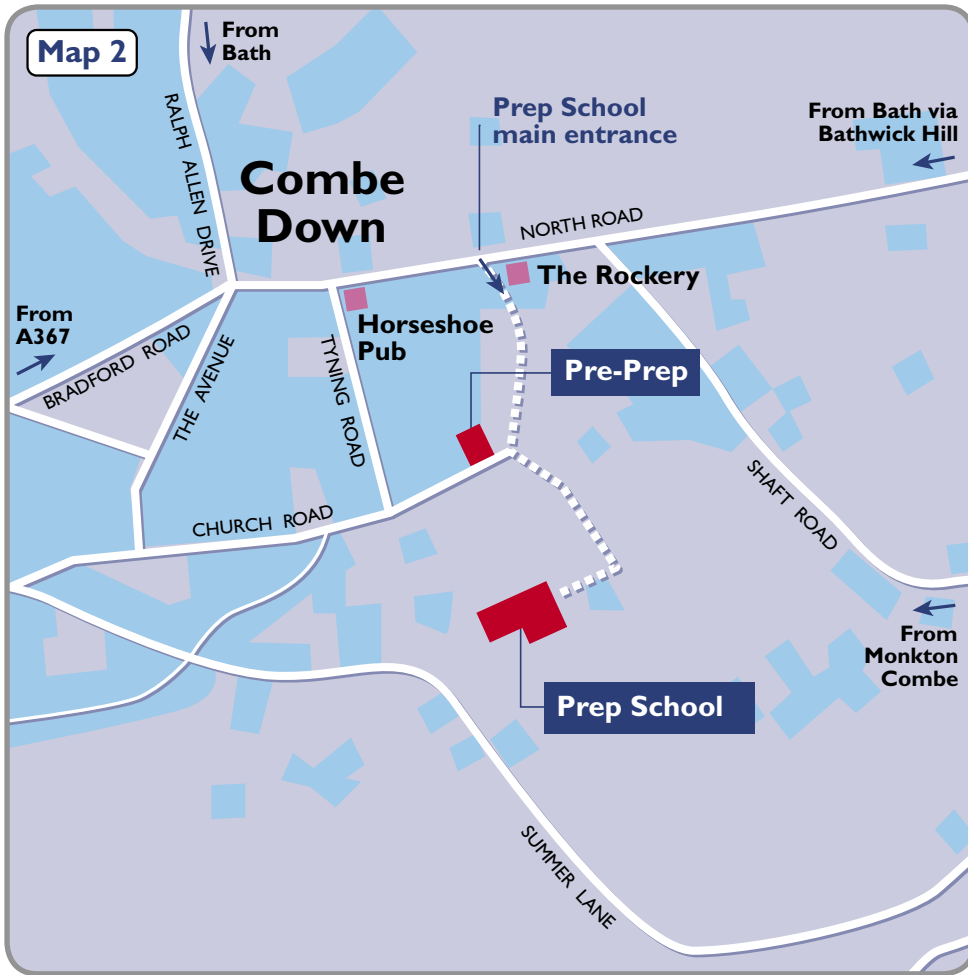 Map 2
From
Bath
RALPH ALLEN DRIVE
Prep School
main entrance
From Bath via
Bathwick Hill
Combe
Down
NORTH ROAD
The Rockery
From
A367
Horseshoe
Pub
BRADFORD ROAD
THE AVENUE
TYNING ROAD
Pre-Prep
SHAFT ROAD
CHURCH ROAD
From
Monkton
Combe
Prep School
SUMMER LANE